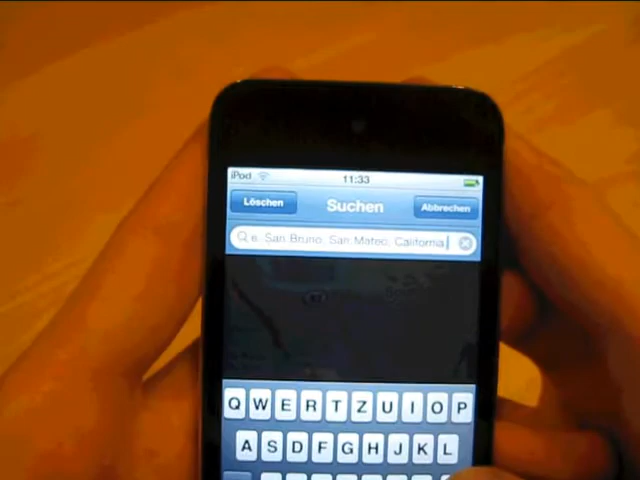 iPod 11:33
Löschen Suchen Abbrechen
e. San Bruno, San Mateo, California
Q W E R T Z U I O P
A S D F G H J K L